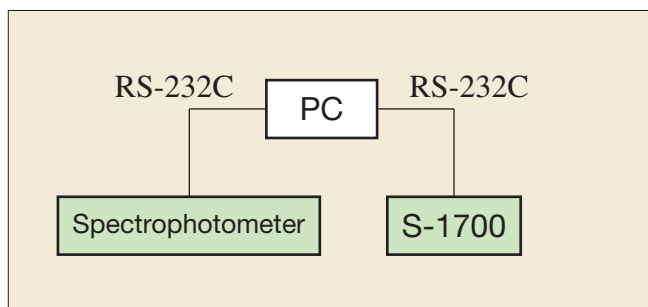 RS-232C
PC
RS-232C
Spectrophotometer
S-1700